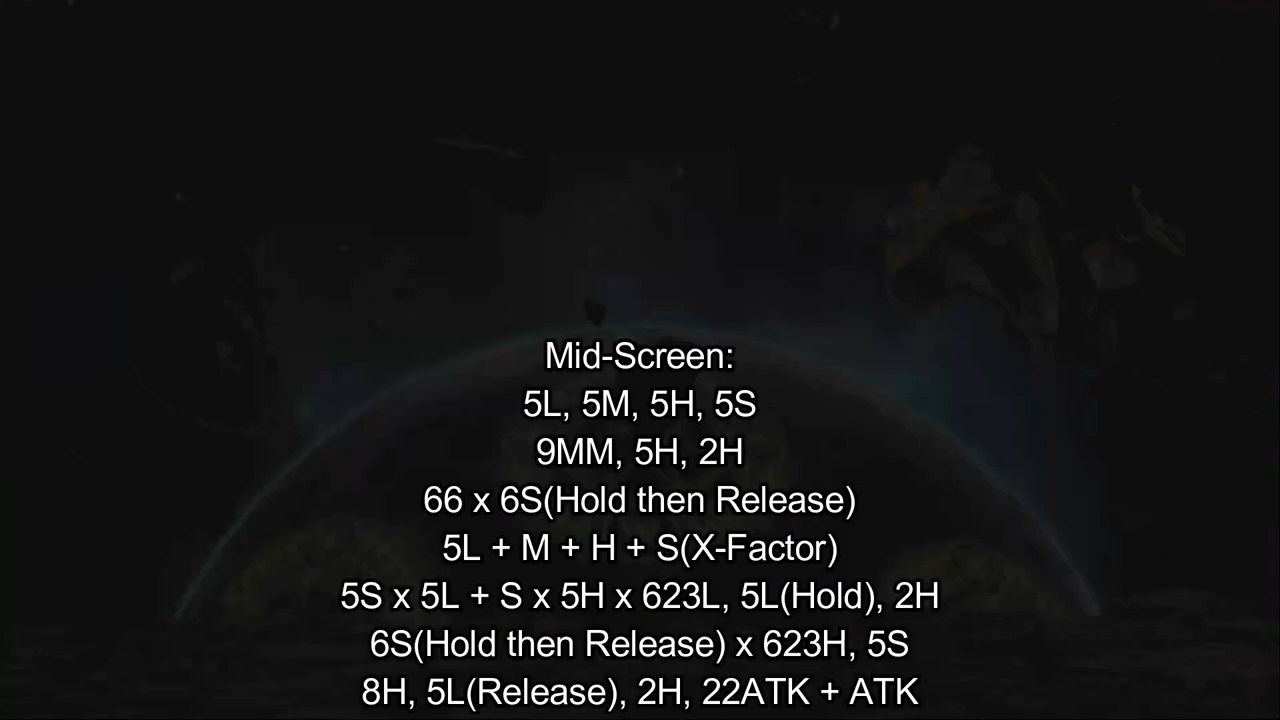 Mid-Screen:
5L, 5M, 5H, 5S
9MM, 5H, 2H
66 x 6S(Hold then Release)
5L + M + H + S(X-Factor)
5S x 5L + S x 5H x 623L, 5L(Hold), 2H
6S(Hold then Release) x 623H, 5S
8H, 5L(Release), 2H, 22ATK + ATK